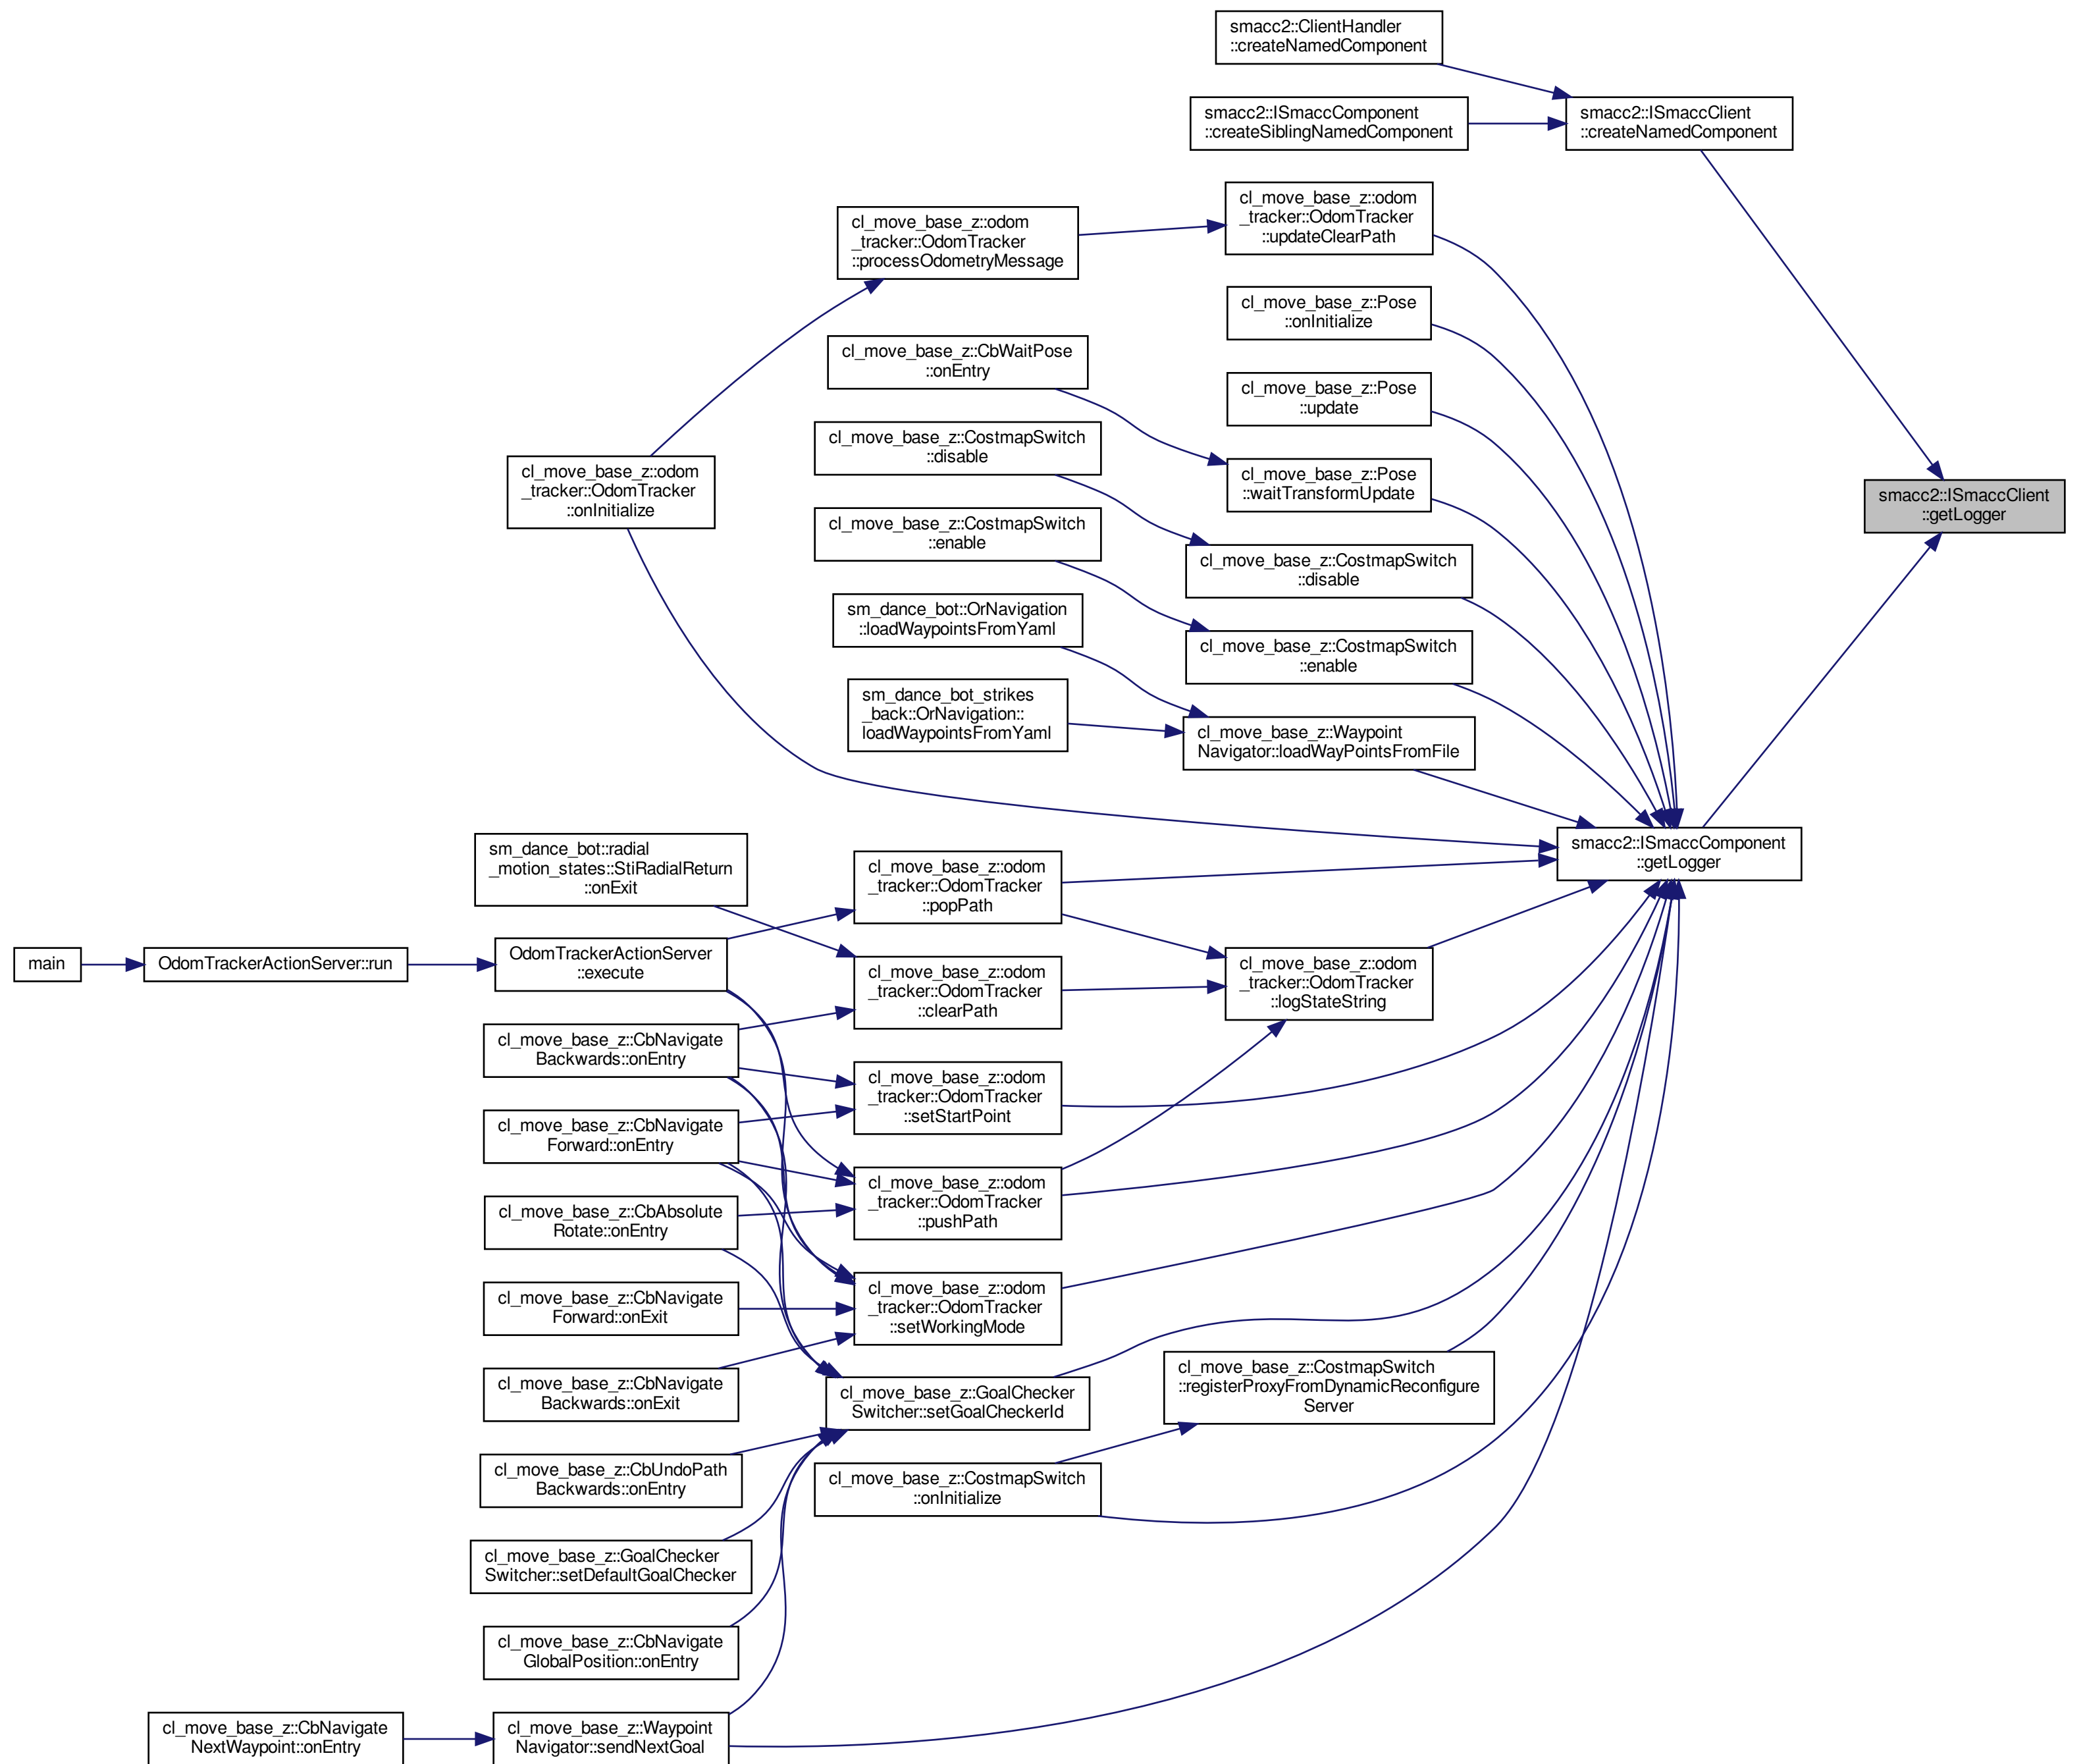 smacc2::ClientHandler
::createNamedComponent
smacc2::ISmaccComponent
::createSiblingNamedComponent
smacc2::ISmaccClient
::createNamedComponent
cl_move_base_z::odom
_tracker::OdomTracker
::processOdometryMessage
cl_move_base_z::odom
_tracker::OdomTracker
::updateClearPath
cl_move_base_z::Pose
::onInitialize
cl_move_base_z::CbWaitPose
::onEntry
cl_move_base_z::Pose
::update
cl_move_base_z::CostmapSwitch
::disable
cl_move_base_z::odom
_tracker::OdomTracker
::onInitialize
cl_move_base_z::Pose
::waitTransformUpdate
smacc2::ISmaccClient
::getLogger
cl_move_base_z::CostmapSwitch
::enable
cl_move_base_z::CostmapSwitch
::disable
sm_dance_bot::OrNavigation
::loadWaypointsFromYaml
cl_move_base_z::CostmapSwitch
::enable
sm_dance_bot_strikes
_back::OrNavigation::
loadWaypointsFromYaml
cl_move_base_z::Waypoint
Navigator::loadWayPointsFromFile
smacc2::ISmaccComponent
::getLogger
sm_dance_bot::radial
_motion_states::StiRadialReturn
::onExit
cl_move_base_z::odom
_tracker::OdomTracker
::popPath
main
OdomTrackerActionServer::run
OdomTrackerActionServer
::execute
cl_move_base_z::odom
_tracker::OdomTracker
::clearPath
cl_move_base_z::odom
_tracker::OdomTracker
::logStateString
cl_move_base_z::CbNavigate
Backwards::onEntry
cl_move_base_z::odom
_tracker::OdomTracker
::setStartPoint
cl_move_base_z::CbNavigate
Forward::onEntry
cl_move_base_z::odom
_tracker::OdomTracker
::pushPath
cl_move_base_z::CbAbsolute
Rotate::onEntry
cl_move_base_z::CbNavigate
Forward::onExit
cl_move_base_z::odom
_tracker::OdomTracker
::setWorkingMode
cl_move_base_z::CbNavigate
Backwards::onExit
cl_move_base_z::GoalChecker
Switcher::setGoalCheckerId
cl_move_base_z::CostmapSwitch
::registerProxyFromDynamicReconfigure
Server
cl_move_base_z::CbUndoPath
Backwards::onEntry
cl_move_base_z::CostmapSwitch
::onInitialize
cl_move_base_z::GoalChecker
Switcher::setDefaultGoalChecker
cl_move_base_z::CbNavigate
GlobalPosition::onEntry
cl_move_base_z::CbNavigate
NextWaypoint::onEntry
cl_move_base_z::Waypoint
Navigator::sendNextGoal